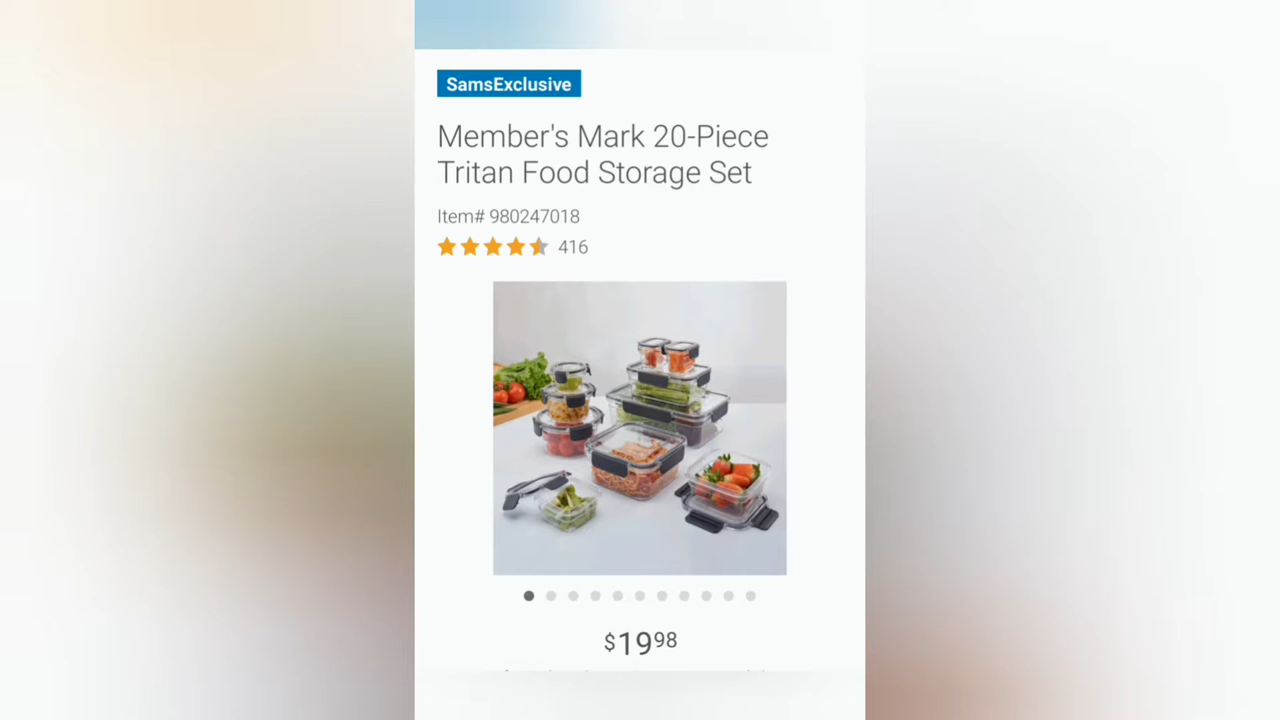 SamsExclusive
Member's Mark 20-Piece
Tritan Food Storage Set
Item# 980247018
416
$19 98